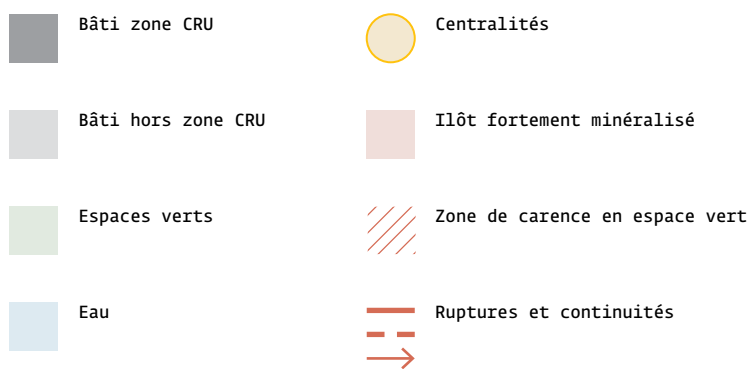 Bâti zone CRU
Bâti hors zone CRU
Espaces verts
Eau
Centralités
Ilôt fortement minéralisé
Zone de carence en espace vert
Ruptures et continuités